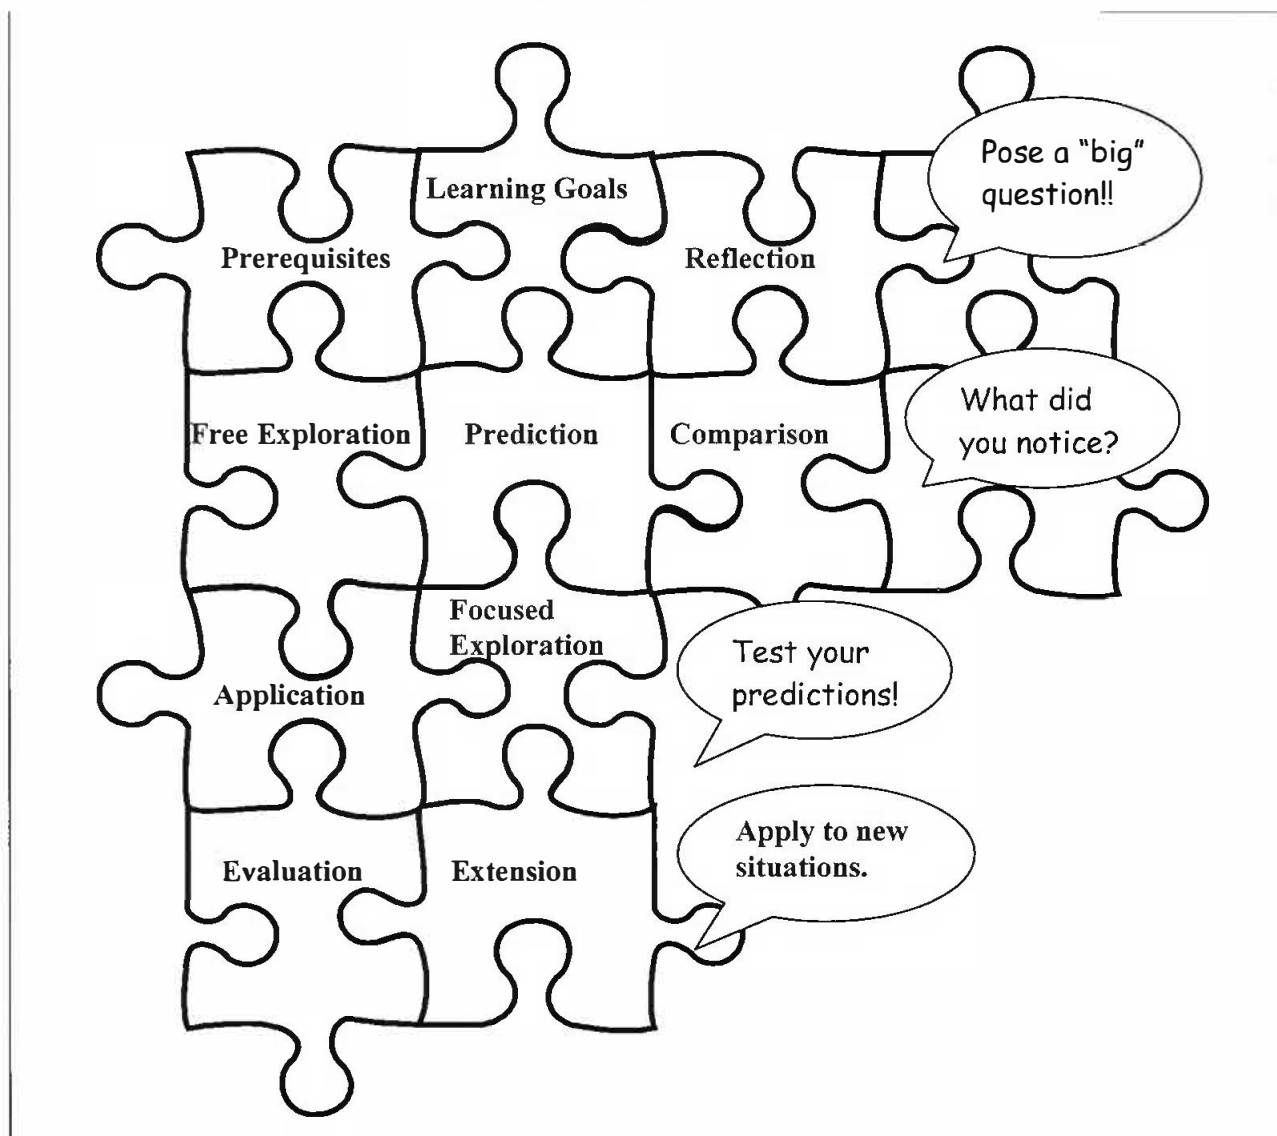 Learning Goals
Pose a "big"
question!!
Prerequisites
Reflection
Free Exploration
Prediction
Comparison
What did
you notice?
Focused
Exploration
Test your
predictions!
Application
Evaluation
Extension
Apply to new
situations.